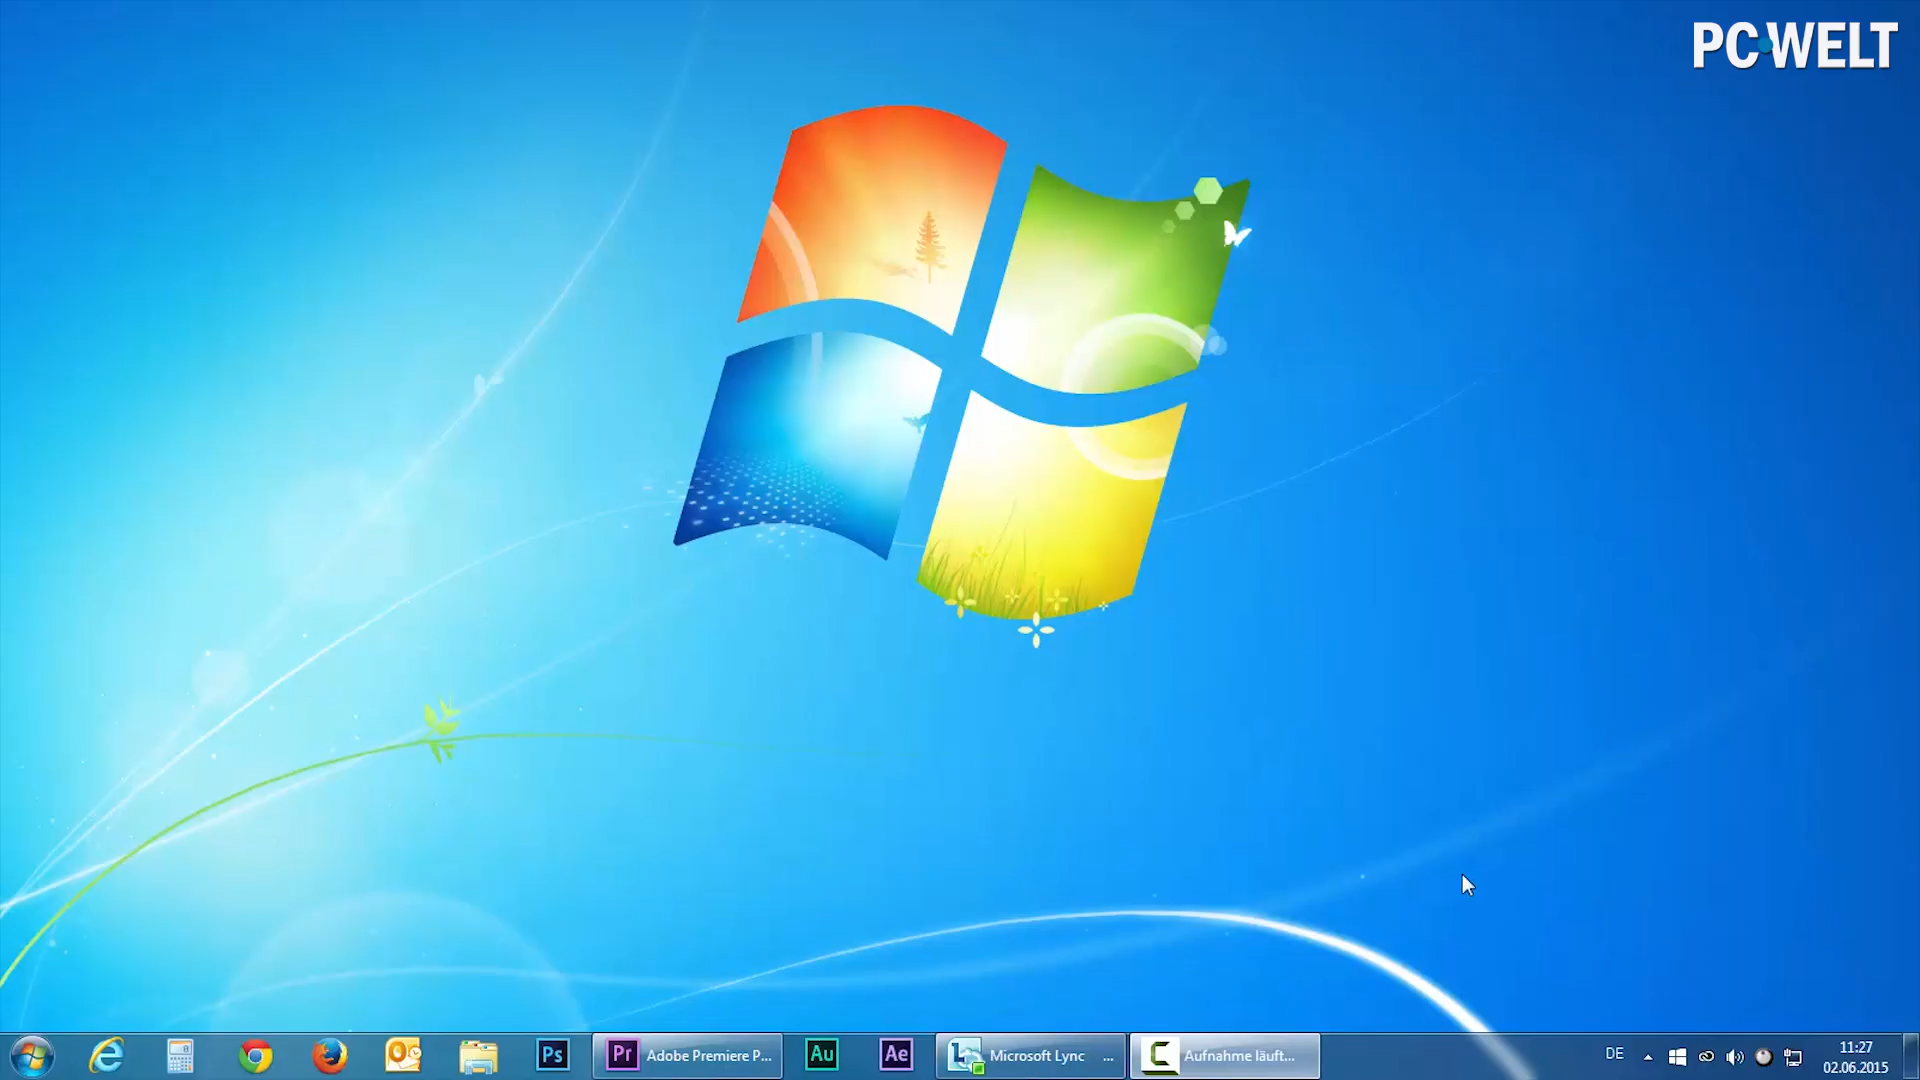 PC WELT
Ps
Pr Adobe Premiere P...
Au
Ae
Microsoft Lync ...
Aufnahme läuft...
DE
11:27
02.06.2015